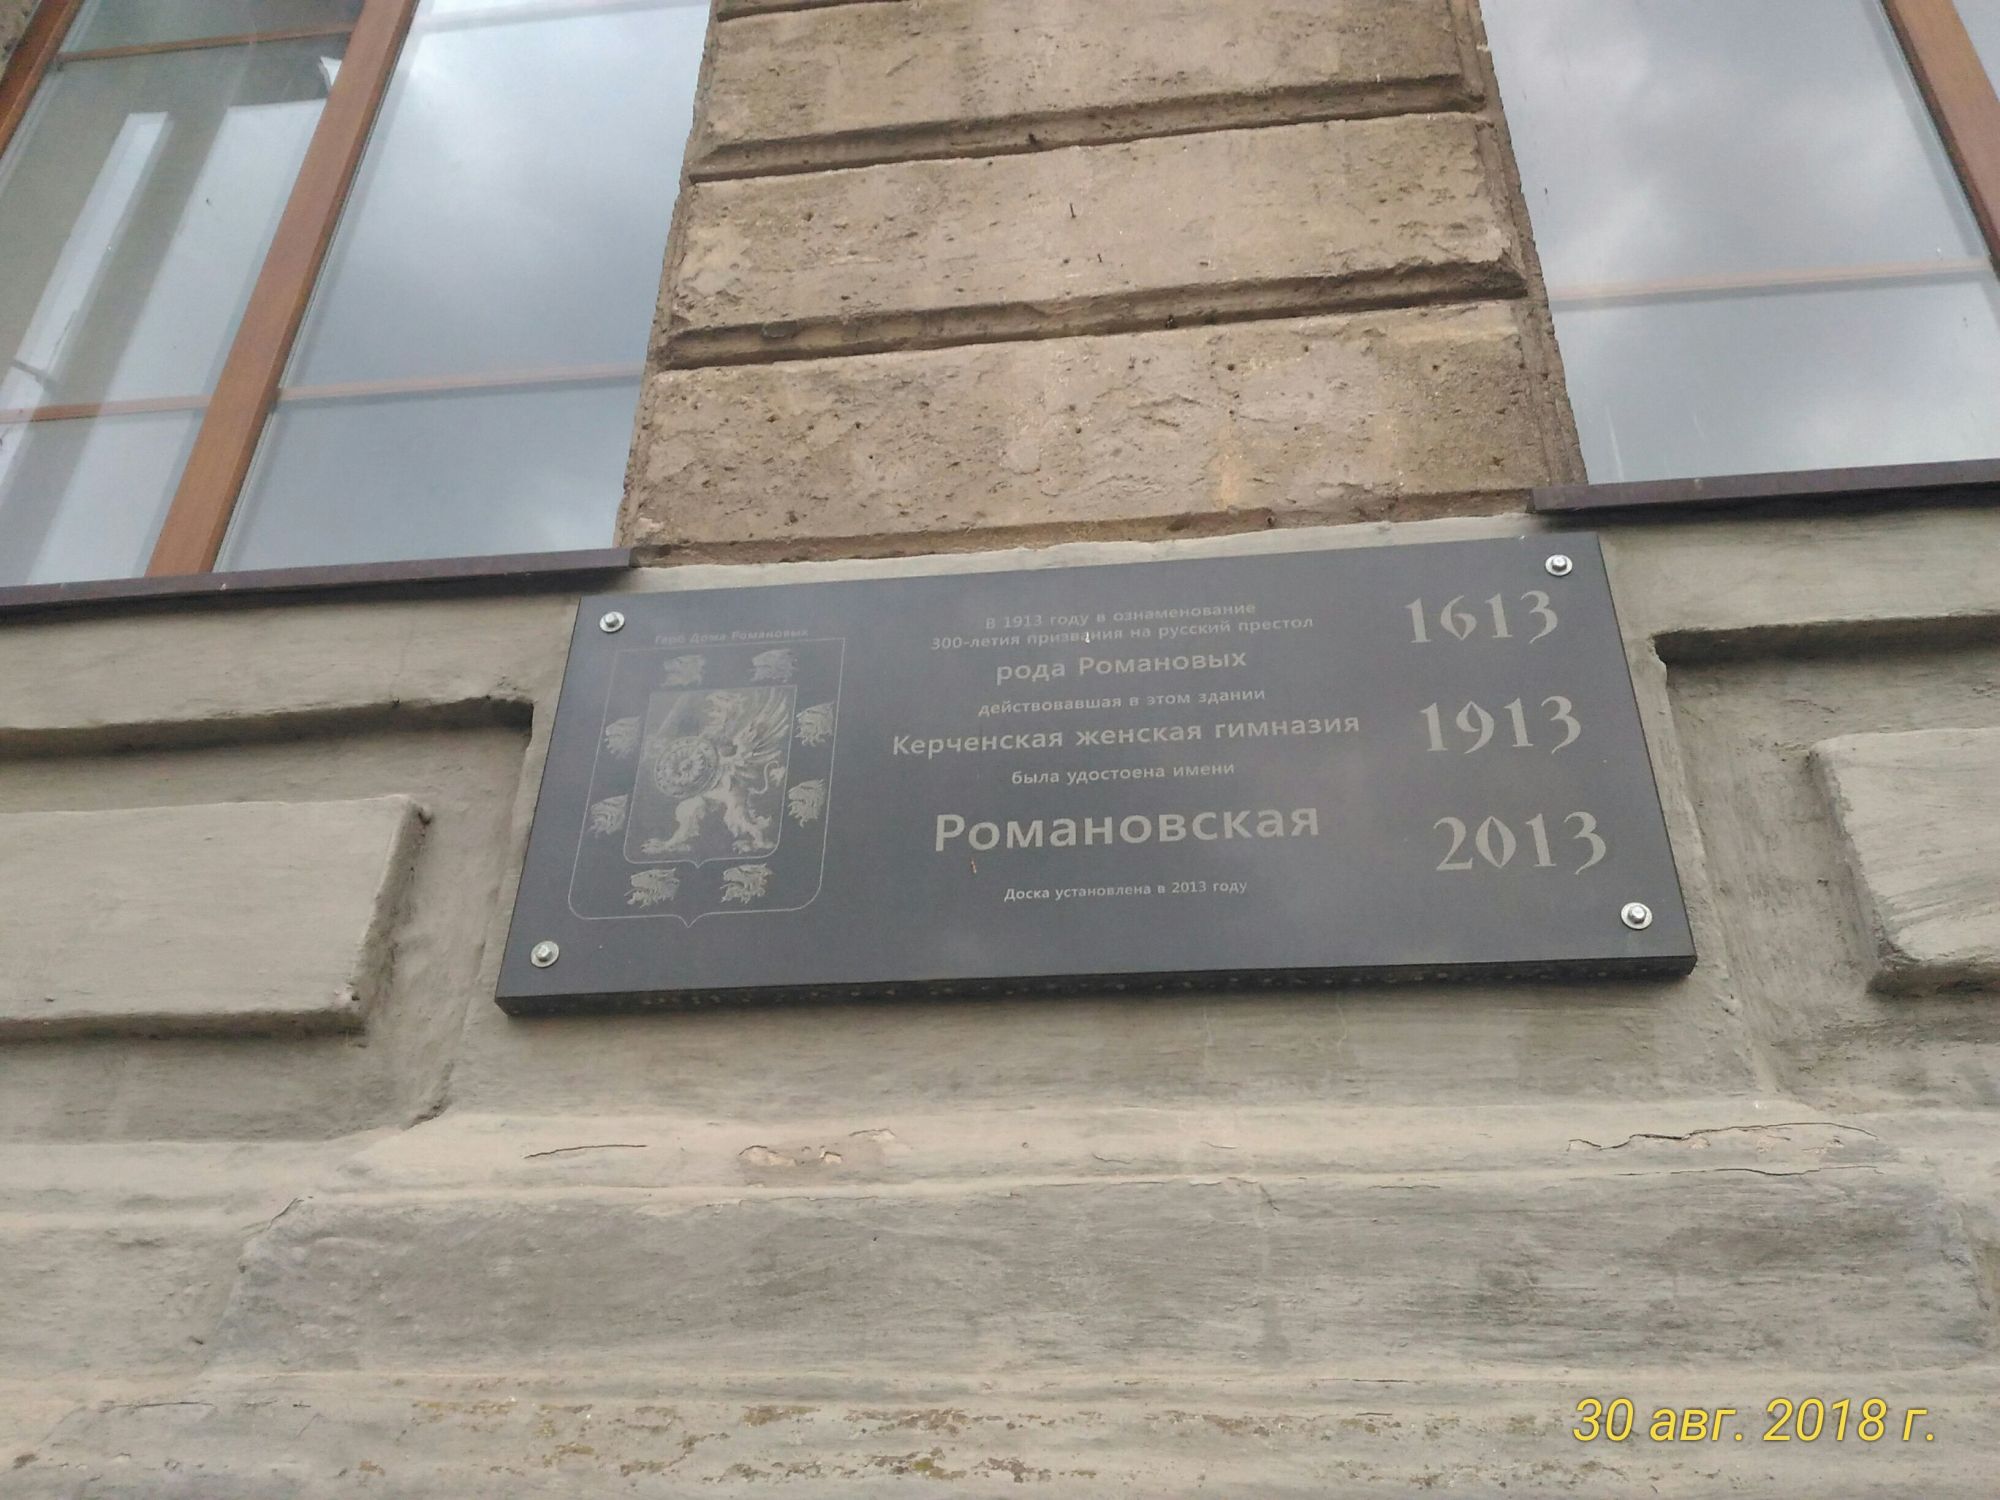 Герб Дома Романовых
В 1913 году в ознаменование
300-летия призвания на русский престол
рода Романовых
действовавшая в этом здании
Керченская женская гимназия
была удостоена имени
Романовская
Доска установлена в 2013 году
1613
1913
2013
30 авг. 2018 г.